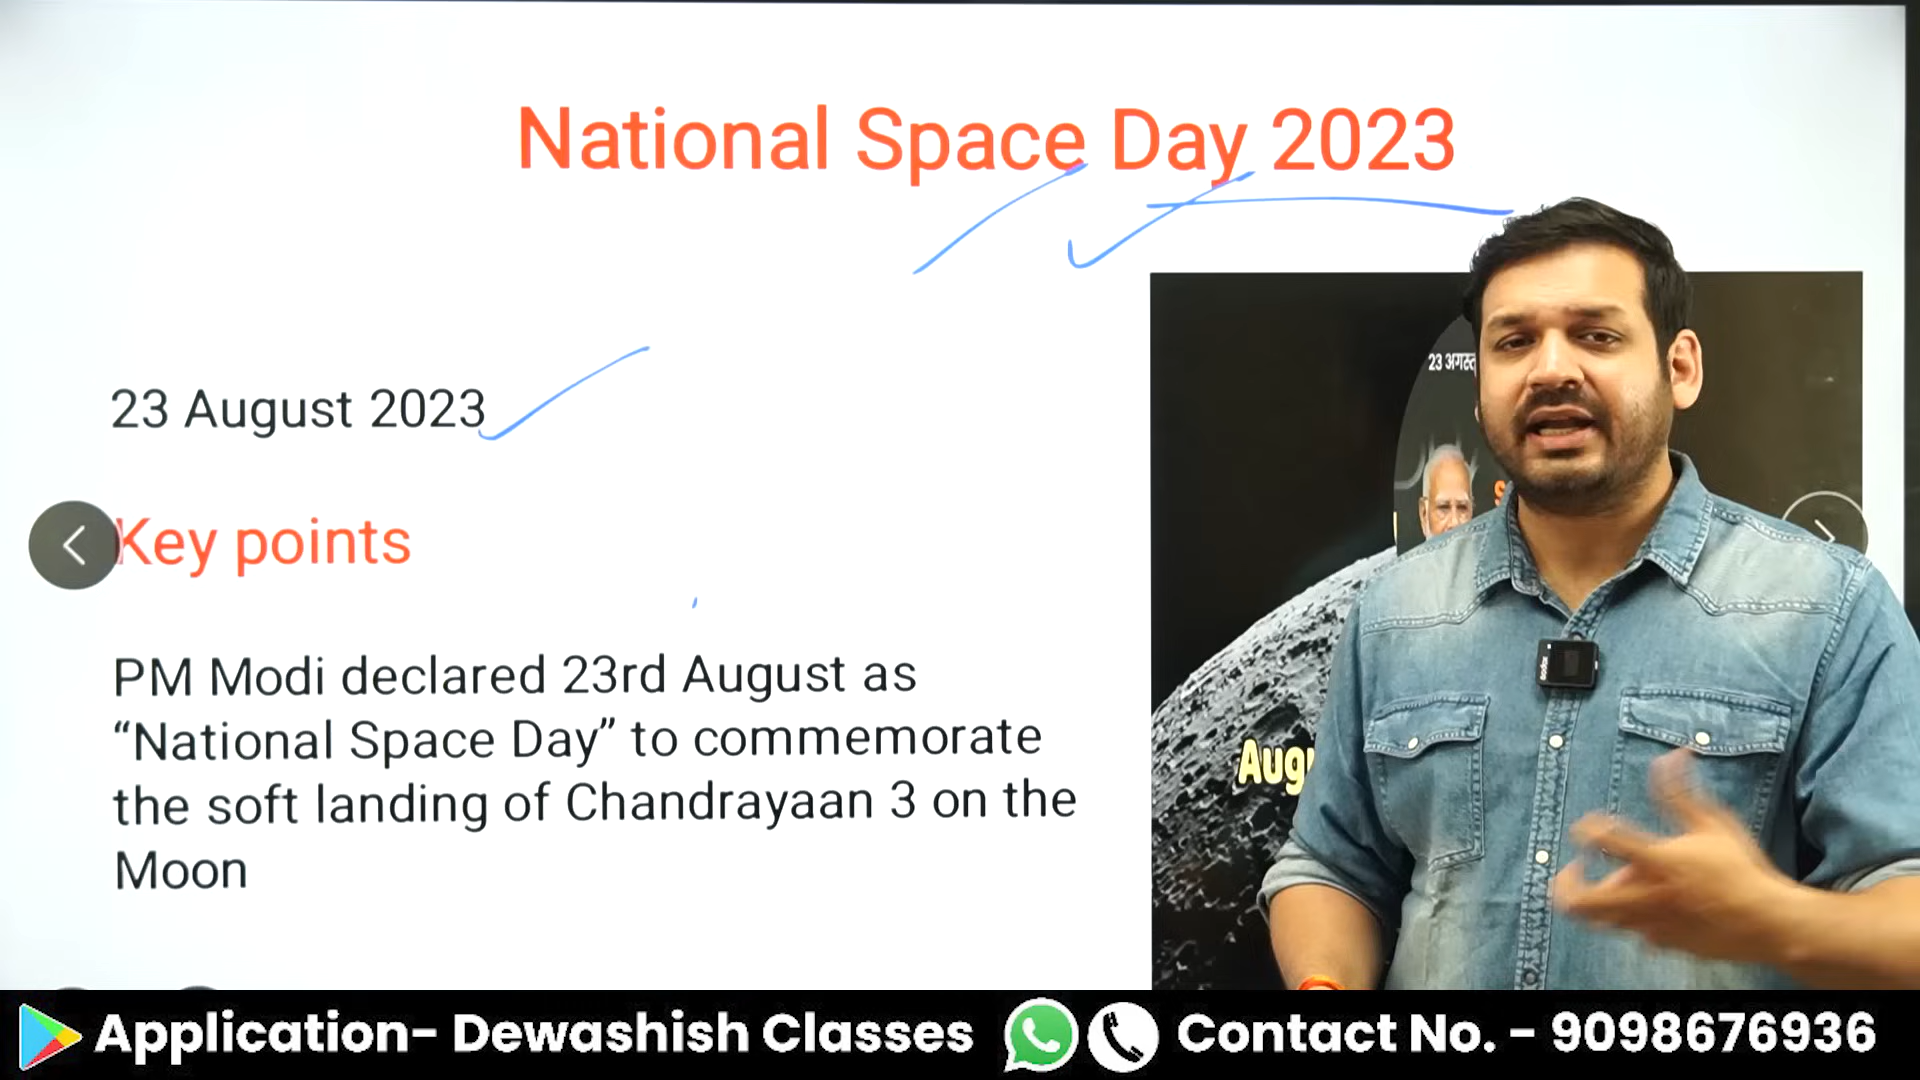 National Space Day 2023
23 August 2023
Key points
PM Modi declared 23rd August as
“National Space Day” to commemorate
the soft landing of Chandrayaan 3 on the
Moon
23 अगस्त
Application- Dewashish Classes
Contact No. - 9098676936